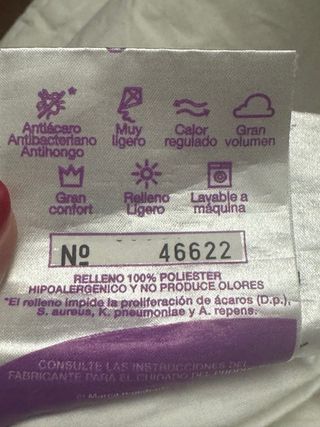 Antiácaro
Antibacteriano
Antihongo
Muy
ligero
Calor
regulado
Gran
volumen
Gran
confort
Relleno
Ligero
Lavable a
máquina
Nº 46622
RELLENO 100% POLIESTER
HIPOALERGENICO Y NO PRODUCE OLORES
*El relleno impide la proliferación de ácaros (D.p.),
S. aureus, K. pneumoniae y A. repens.
CONSULTE LAS INSTRUCCIONES DEL
FABRICANTE PARA EL CUIDADO DEL